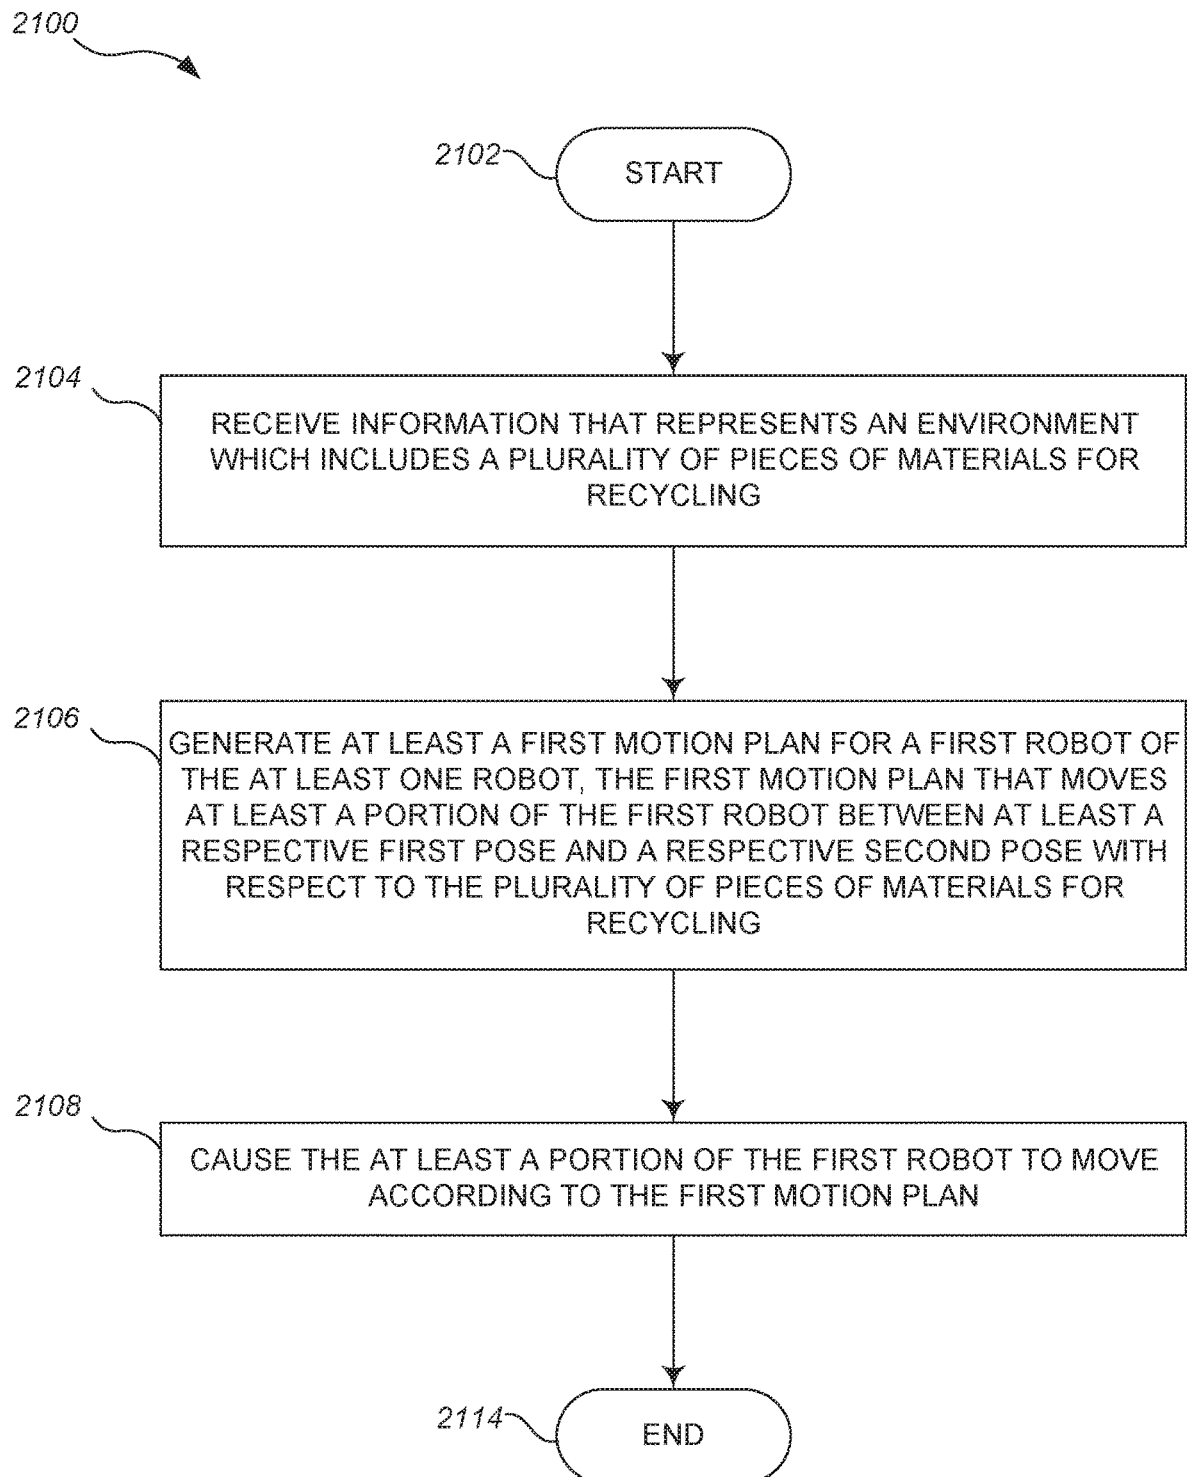 2100
2102
START
2104
RECEIVE INFORMATION THAT REPRESENTS AN ENVIRONMENT
WHICH INCLUDES A PLURALITY OF PIECES OF MATERIALS FOR
RECYCLING
2106
GENERATE AT LEAST A FIRST MOTION PLAN FOR A FIRST ROBOT OF
THE AT LEAST ONE ROBOT, THE FIRST MOTION PLAN THAT MOVES
AT LEAST A PORTION OF THE FIRST ROBOT BETWEEN AT LEAST A
RESPECTIVE FIRST POSE AND A RESPECTIVE SECOND POSE WITH
RESPECT TO THE PLURALITY OF PIECES OF MATERIALS FOR
RECYCLING
2108
CAUSE THE AT LEAST A PORTION OF THE FIRST ROBOT TO MOVE
ACCORDING TO THE FIRST MOTION PLAN
2114
END